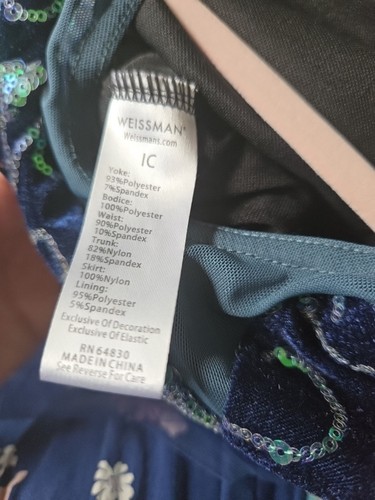 WEISSMAN®
Weissmans.com
IC
Yoke:
93%Polyester
7%Spandex
Bodice:
100%Polyester
Waist:
90%Polyester
10%Spandex
Trunk:
82%Nylon
18%Spandex
Skirt:
100%Nylon
Lining:
95%Polyester
5%Spandex
Exclusive Of Decoration
Exclusive Of Elastic
RN64830
MADE IN CHINA
See Reverse For Care